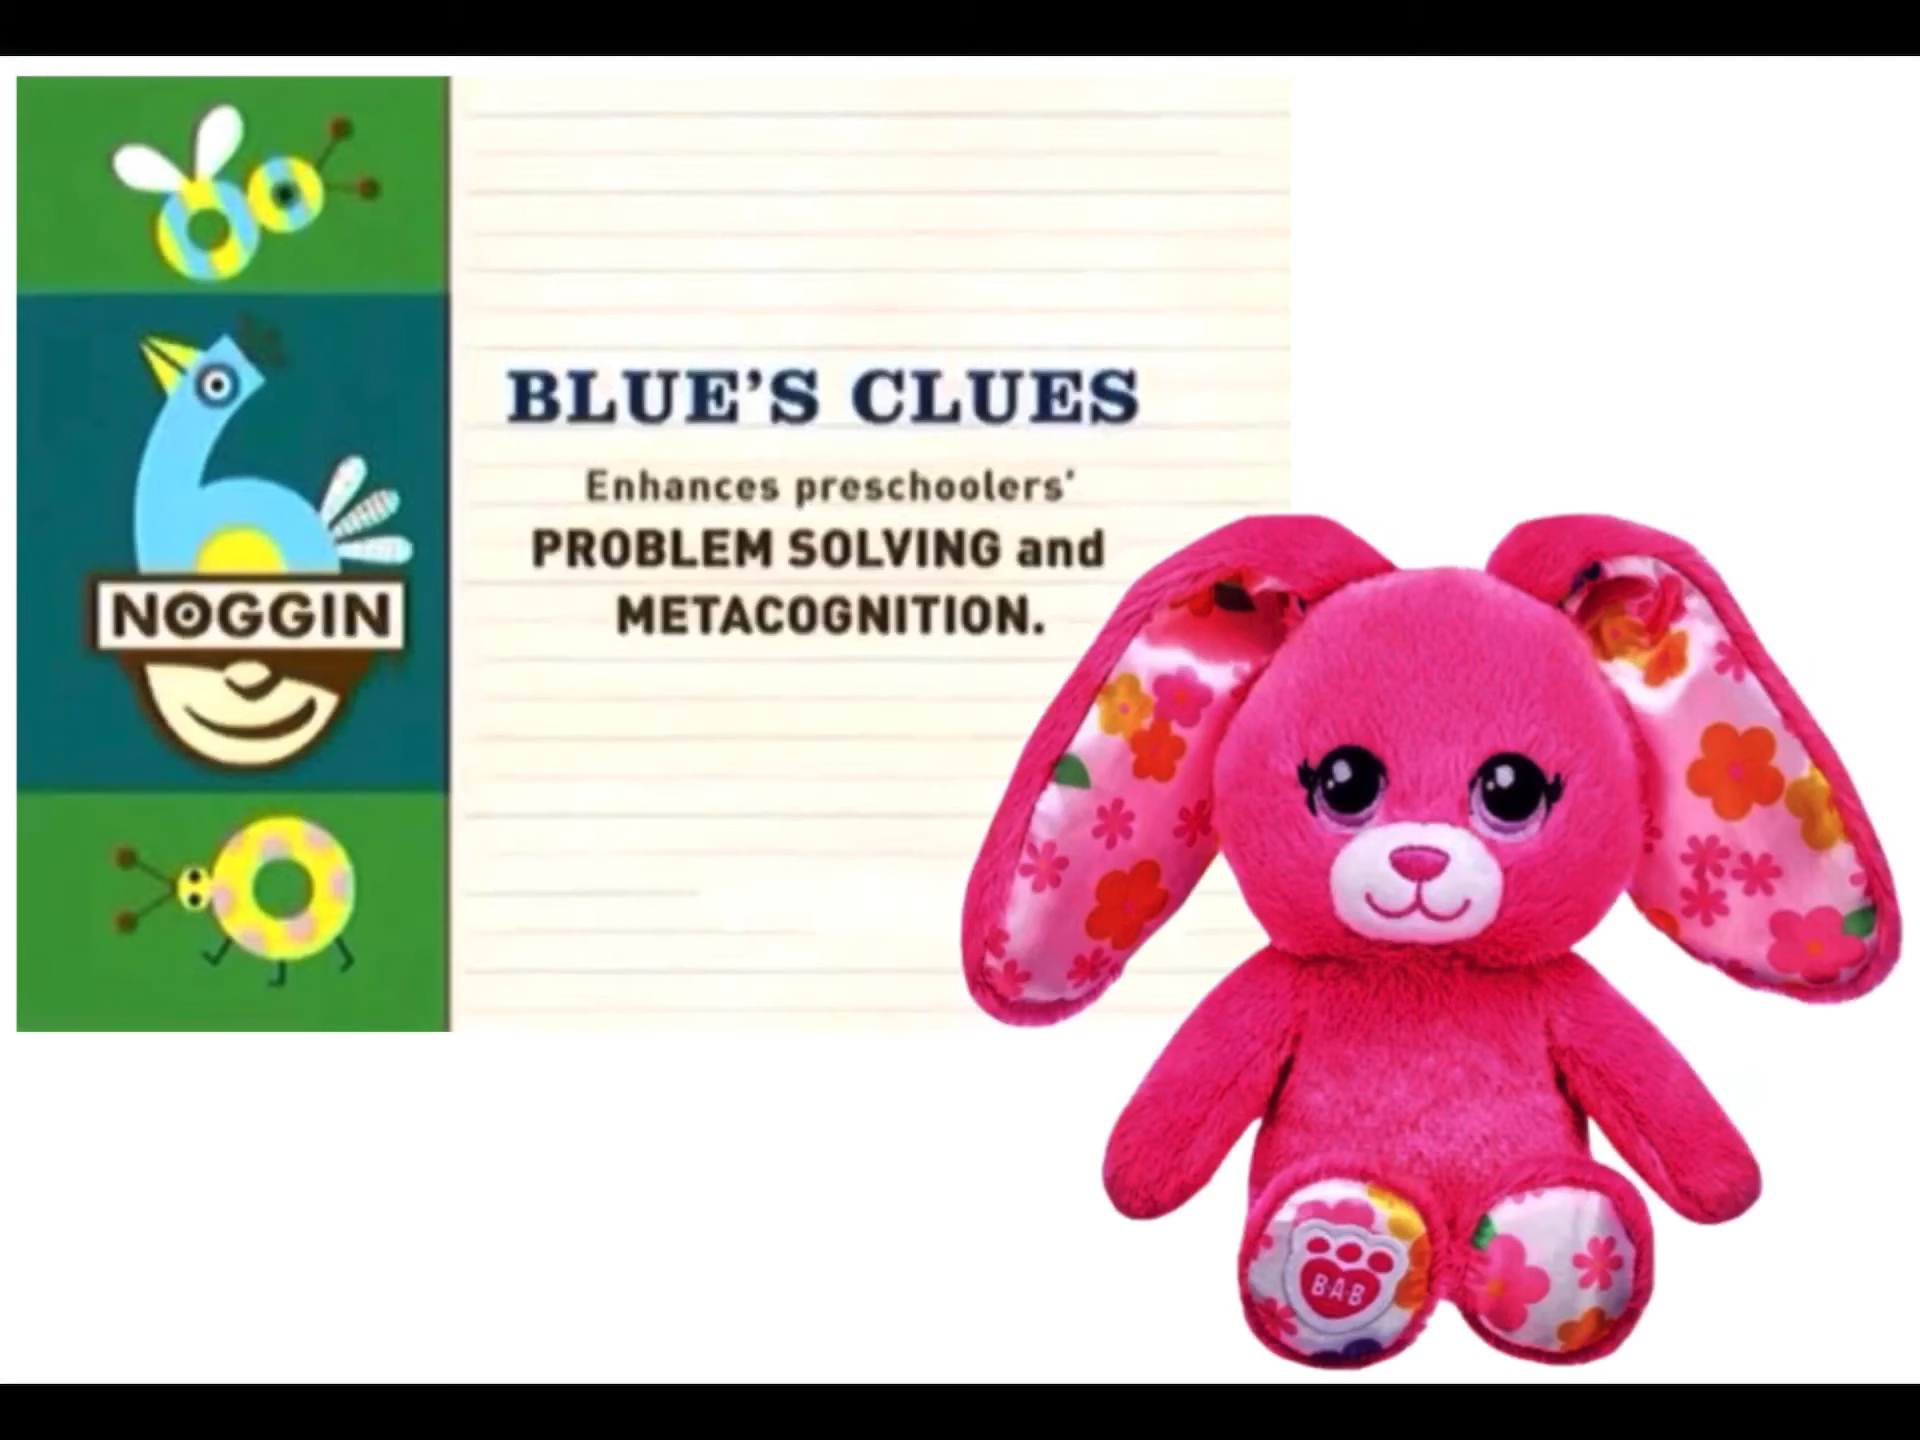 NOGGIN
BLUE'S CLUES
Enhances preschoolers'
PROBLEM SOLVING and
METACOGNITION.
BAB